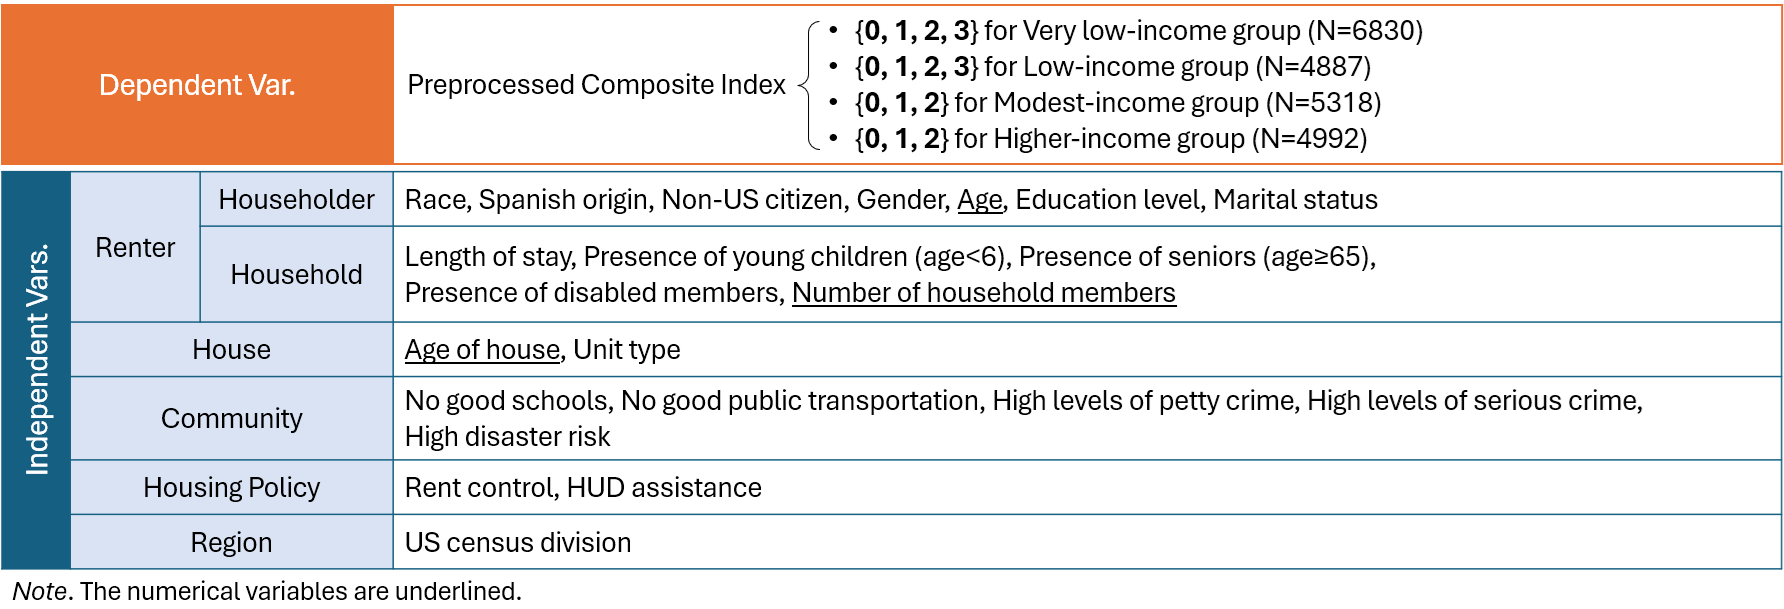 Dependent Var.
Preprocessed Composite Index
• {0, 1, 2, 3} for Very low-income group (N=6830)
• {0, 1, 2, 3} for Low-income group (N=4887)
• {0, 1, 2} for Modest-income group (N=5318)
• {0, 1, 2} for Higher-income group (N=4992)
Independent Vars.
Renter
Householder
Race, Spanish origin, Non-US citizen, Gender, Age, Education level, Marital status
Household
Length of stay, Presence of young children (age<6), Presence of seniors (age≥65),
Presence of disabled members, Number of household members
House
Age of house, Unit type
Community
No good schools, No good public transportation, High levels of petty crime, High levels of serious crime,
High disaster risk
Housing Policy
Rent control, HUD assistance
Region
US census division
Note. The numerical variables are underlined.